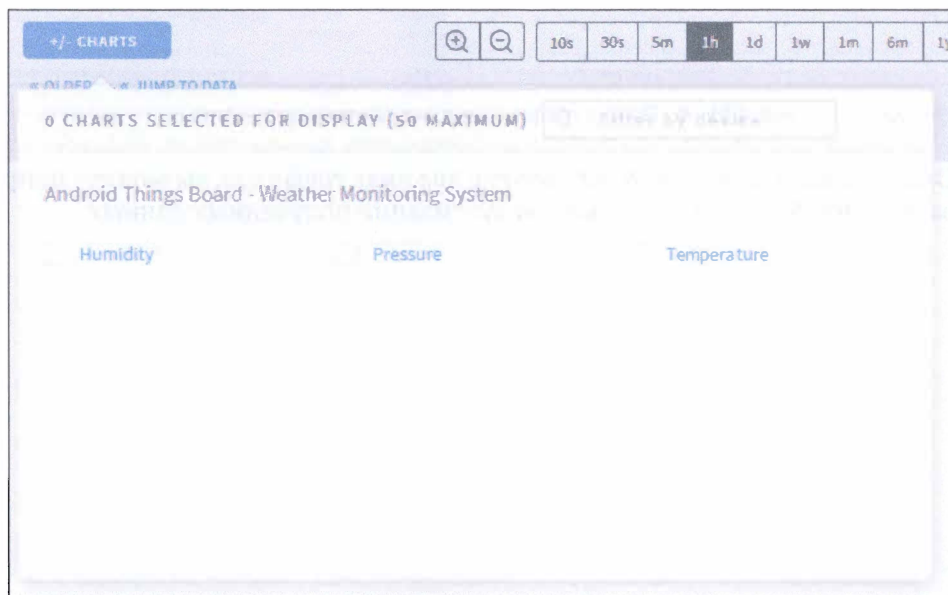 +/- CHARTS
10s 30s 5m 1h 1d 1w 1m 6m 1y
« OLDER « JUMP TO DATA
0 CHARTS SELECTED FOR DISPLAY (50 MAXIMUM)
Android Things Board - Weather Monitoring System
Humidity Pressure Temperature